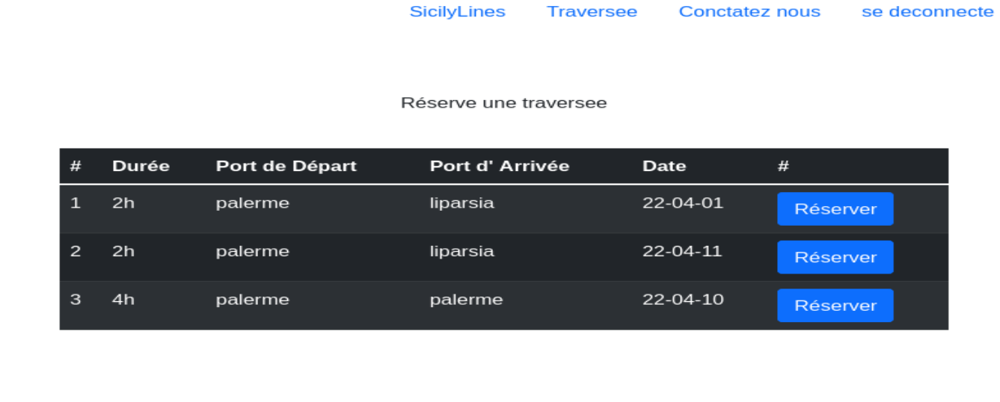 SicilyLines Traversee Conctatez nous se deconnecte
Réserve une traversee
# Durée Port de Départ Port d' Arrivée Date #
1 2h palerme liparsia 22-04-01 Réserver
2 2h palerme liparsia 22-04-11 Réserver
3 4h palerme palerme 22-04-10 Réserver